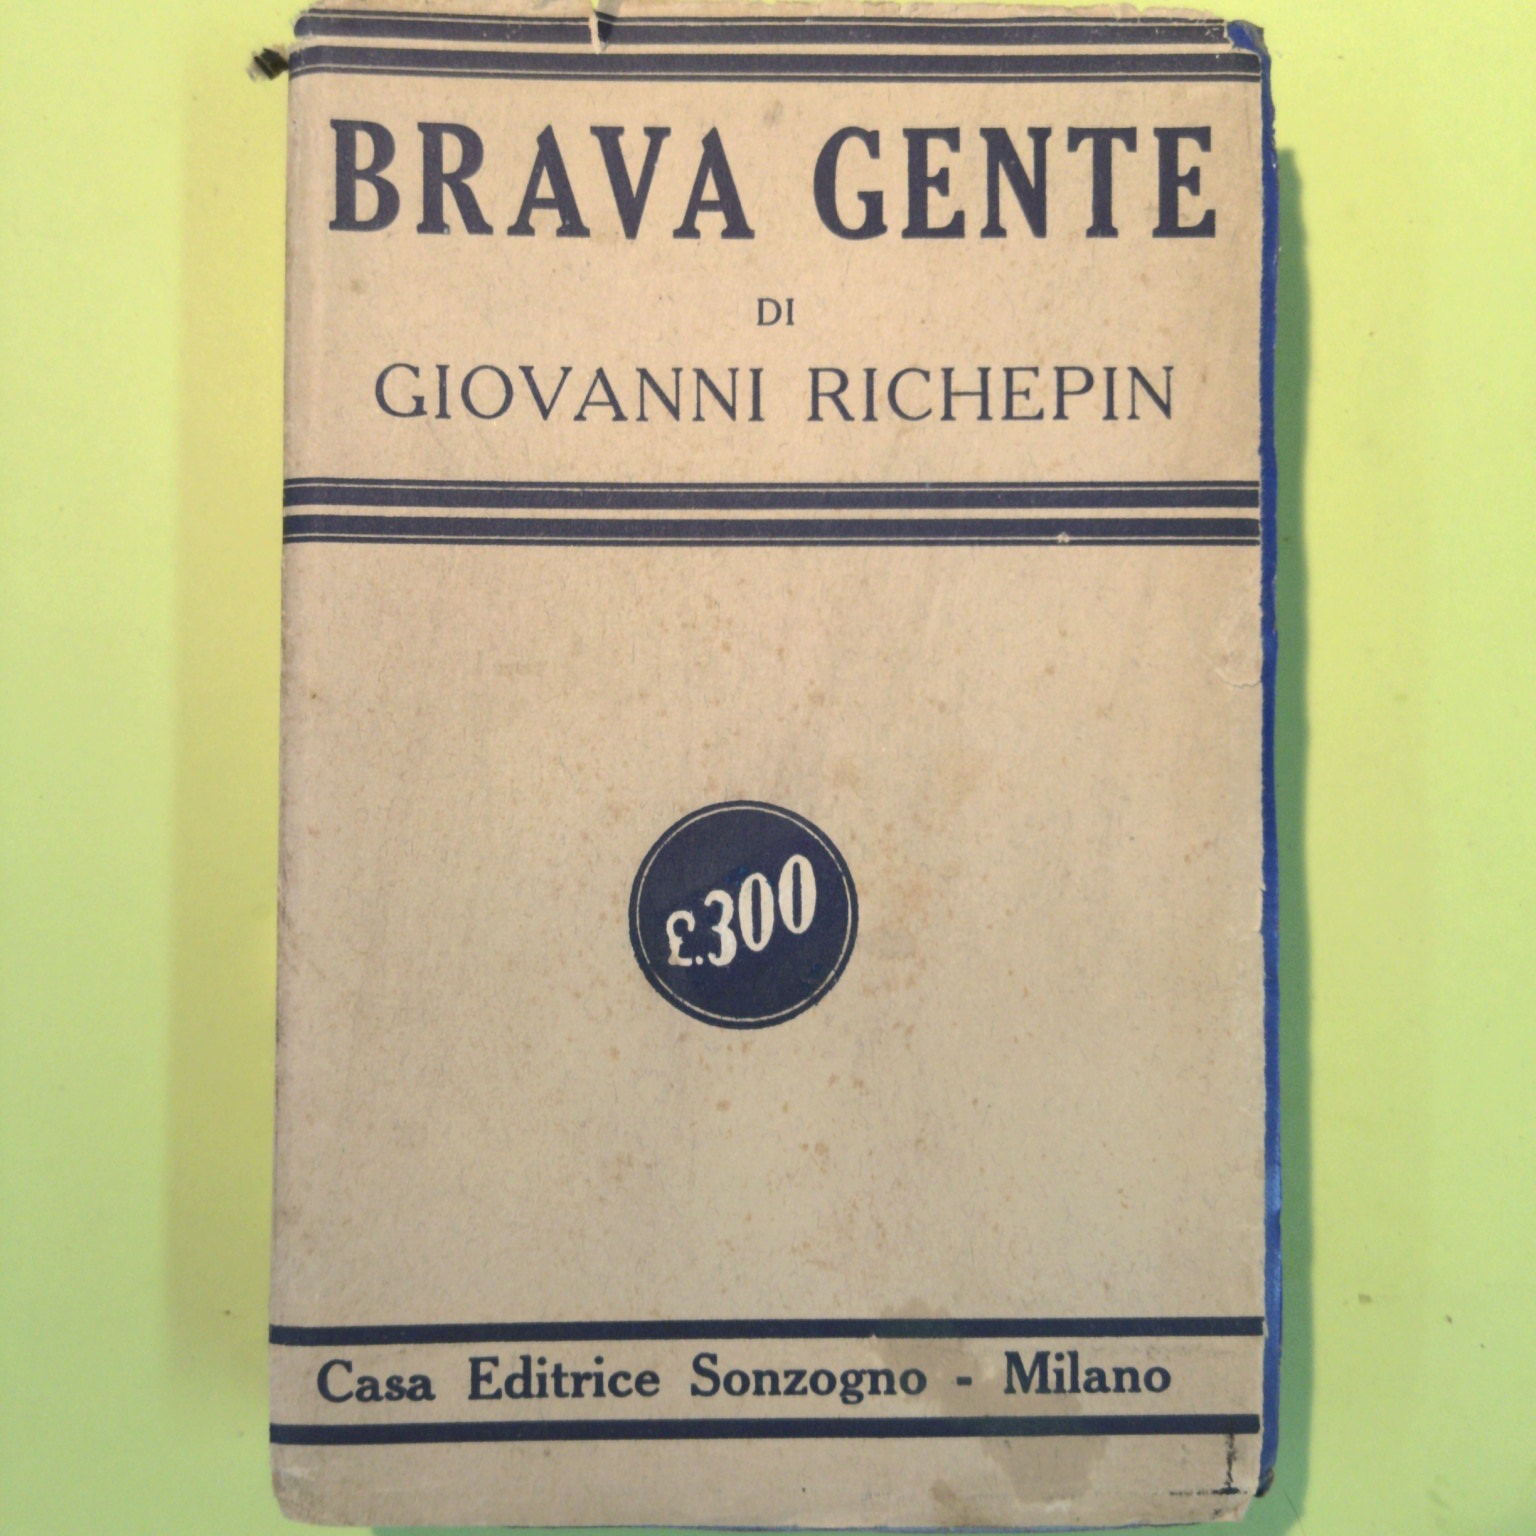 BRAVA GENTE
DI
GIOVANNI RICHEPIN
£.300
Casa Editrice Sonzogno - Milano